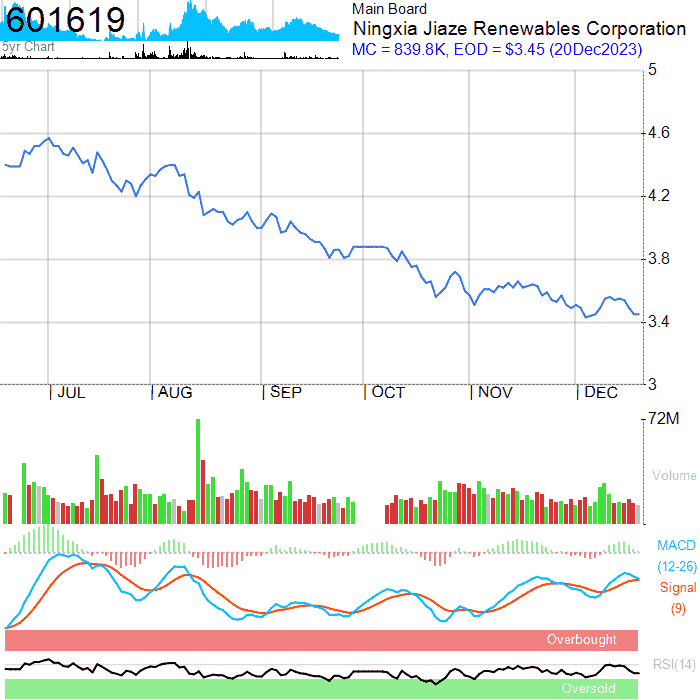 601619
5yr Chart
Main Board
Ningxia Jiaze Renewables Corporation
MC = 839.8K, EOD = $3.45 (20Dec2023)
5
4.6
4.2
3.8
3.4
3
JUL AUG SEP OCT NOV DEC
72M
Volume
MACD
(12-26)
Signal
(9)
Overbought
RSI(14)
Oversold